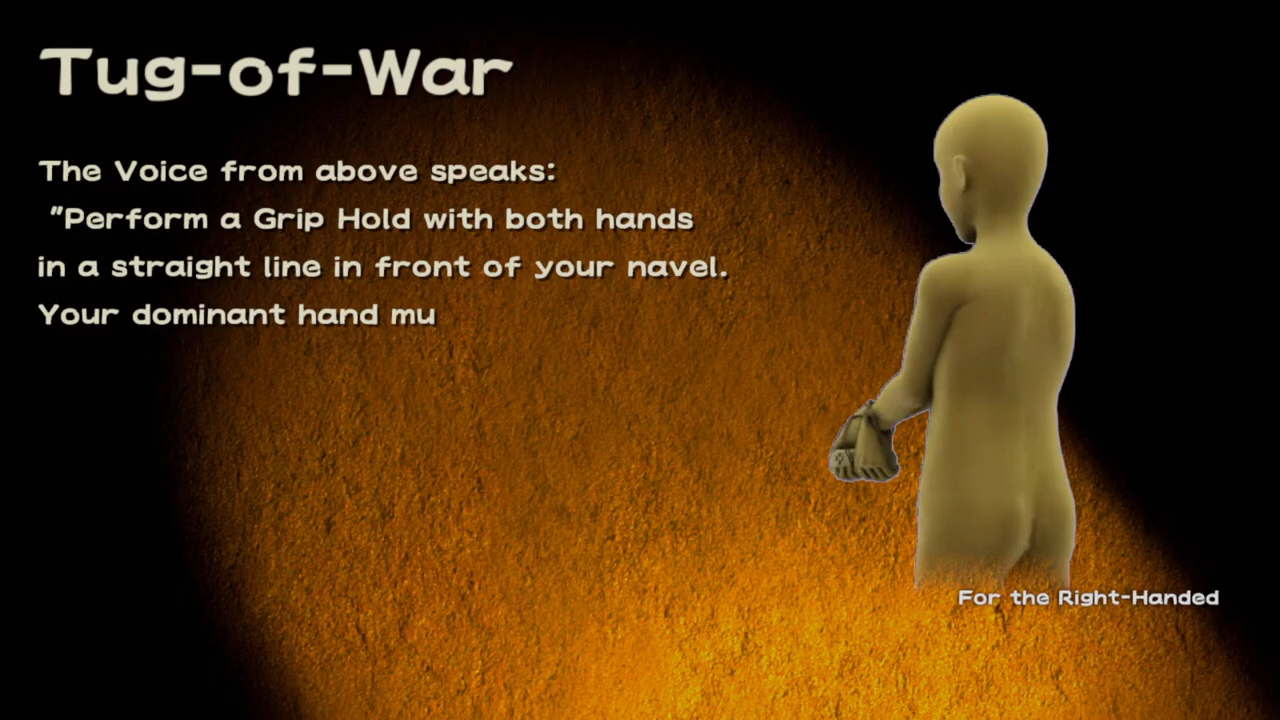 Tug-of-War
The Voice from above speaks:
"Perform a Grip Hold with both hands
in a straight line in front of your navel.
Your dominant hand mu
For the Right-Handed